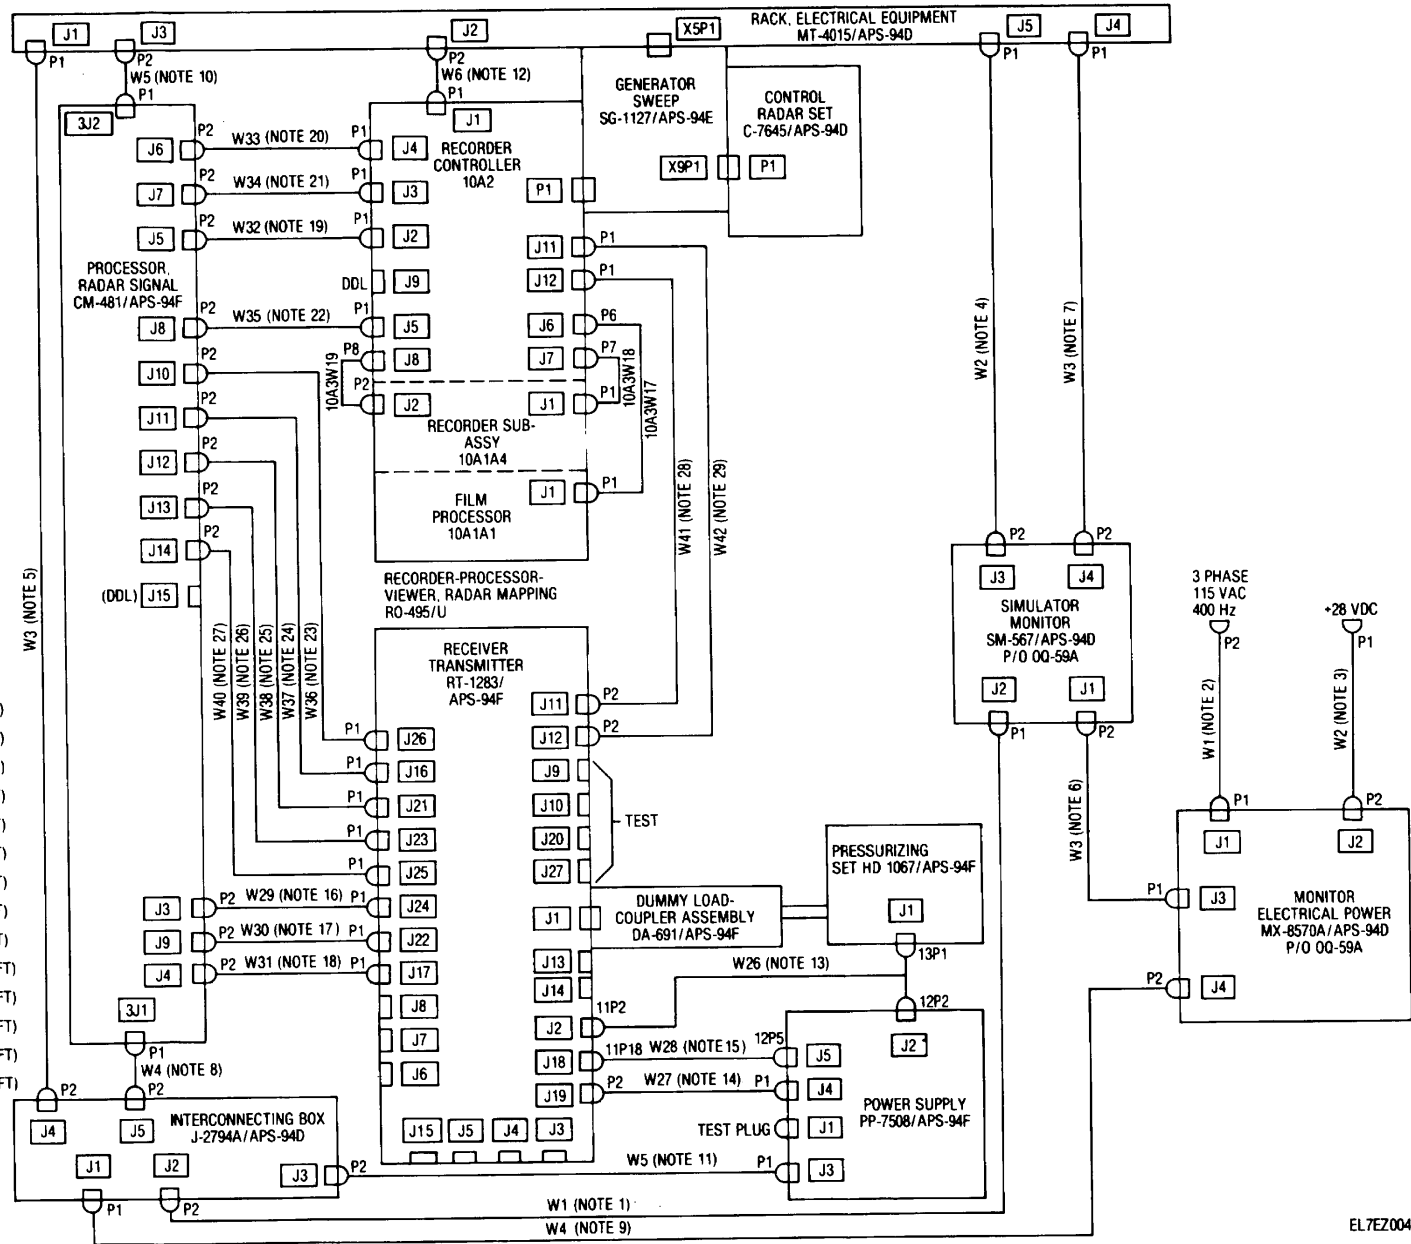 RACK, ELECTRICAL EQUIPMENT
MT-4015/APS-94D
J1
J3
J2
X5P1
J5
J4
P1
P2
P2
P1
P1
W5 (NOTE 10)
W6 (NOTE 12)
P1
P1
3J2
J1
GENERATOR
SWEEP
SG-1127/APS-94E
CONTROL
RADAR SET
C-7645/APS-94D
X9P1
P1
RECORDER
CONTROLLER
10A2
P1
J6
P2
W33 (NOTE 20)
P1
J4
J7
P2
W34 (NOTE 21)
P1
J3
J5
P2
W32 (NOTE 19)
P1
J2
J11
P1
J12
P1
DDL
J9
PROCESSOR,
RADAR SIGNAL
CM-481/APS-94F
J8
P2
W35 (NOTE 22)
P1
J5
J6
P6
P8
J8
J7
P7
10A3W19
10A3W18
10A3W17
P2
J2
J1
P1
RECORDER SUB-
ASSY
10A1A4
J1
P1
FILM
PROCESSOR
10A1A1
J10
P2
J11
P2
J12
P2
J13
P2
J14
P2
(DDL)
J15
RECORDER-PROCESSOR-
VIEWER, RADAR MAPPING
RO-495/U
W3 (NOTE 5)
W40 (NOTE 27)
W39 (NOTE 26)
W38 (NOTE 25)
W37 (NOTE 24)
W36 (NOTE 23)
W41 (NOTE 28)
W42 (NOTE 29)
W2 (NOTE 4)
W3 (NOTE 7)
P2
P2
J3
J4
SIMULATOR
MONITOR
SM-567/APS-94D
P/O OQ-59A
J2
J1
P1
P2
3 PHASE
115 VAC
400 Hz
P2
+28 VDC
P1
W1 (NOTE 2)
W2 (NOTE 3)
W3 (NOTE 6)
P1
P2
J1
J2
P1
J3
MONITOR
ELECTRICAL POWER
MX-8570A/APS-94D
P/O OQ-59A
P2
J4
RECEIVER
TRANSMITTER
RT-1283/
APS-94F
J11
P2
J12
P2
P1
J26
P1
J16
P1
J21
P1
J23
P1
J25
J9
J10
J20
J27
TEST
J3
P2
W29 (NOTE 16)
P1
J24
J9
P2
W30 (NOTE 17)
P1
J22
J4
P2
W31 (NOTE 18)
P1
J17
J8
J7
J6
J1
DUMMY LOAD-
COUPLER ASSEMBLY
DA-691/APS-94F
PRESSURIZING
SET HD 1067/APS-94F
J1
13P1
J13
J14
W26 (NOTE 13)
J2
11P2
12P2
J2
J18
11P18
W28 (NOTE15)
12P5
J5
J19
P2
W27 (NOTE 14)
P1
J4
POWER SUPPLY
PP-7508/APS-94F
TEST PLUG
J1
J15
J5
J4
J3
W5 (NOTE 11)
P1
J3
3J1
P1
W4 (NOTE 8)
P2
P2
J4
J5
INTERCONNECTING BOX
J-2794A/APS-94D
J1
J2
J3
P2
P1
P2
W1 (NOTE 1)
W4 (NOTE 9)
FT)
FT)
FT)
FT)
FT)
EL7EZ004